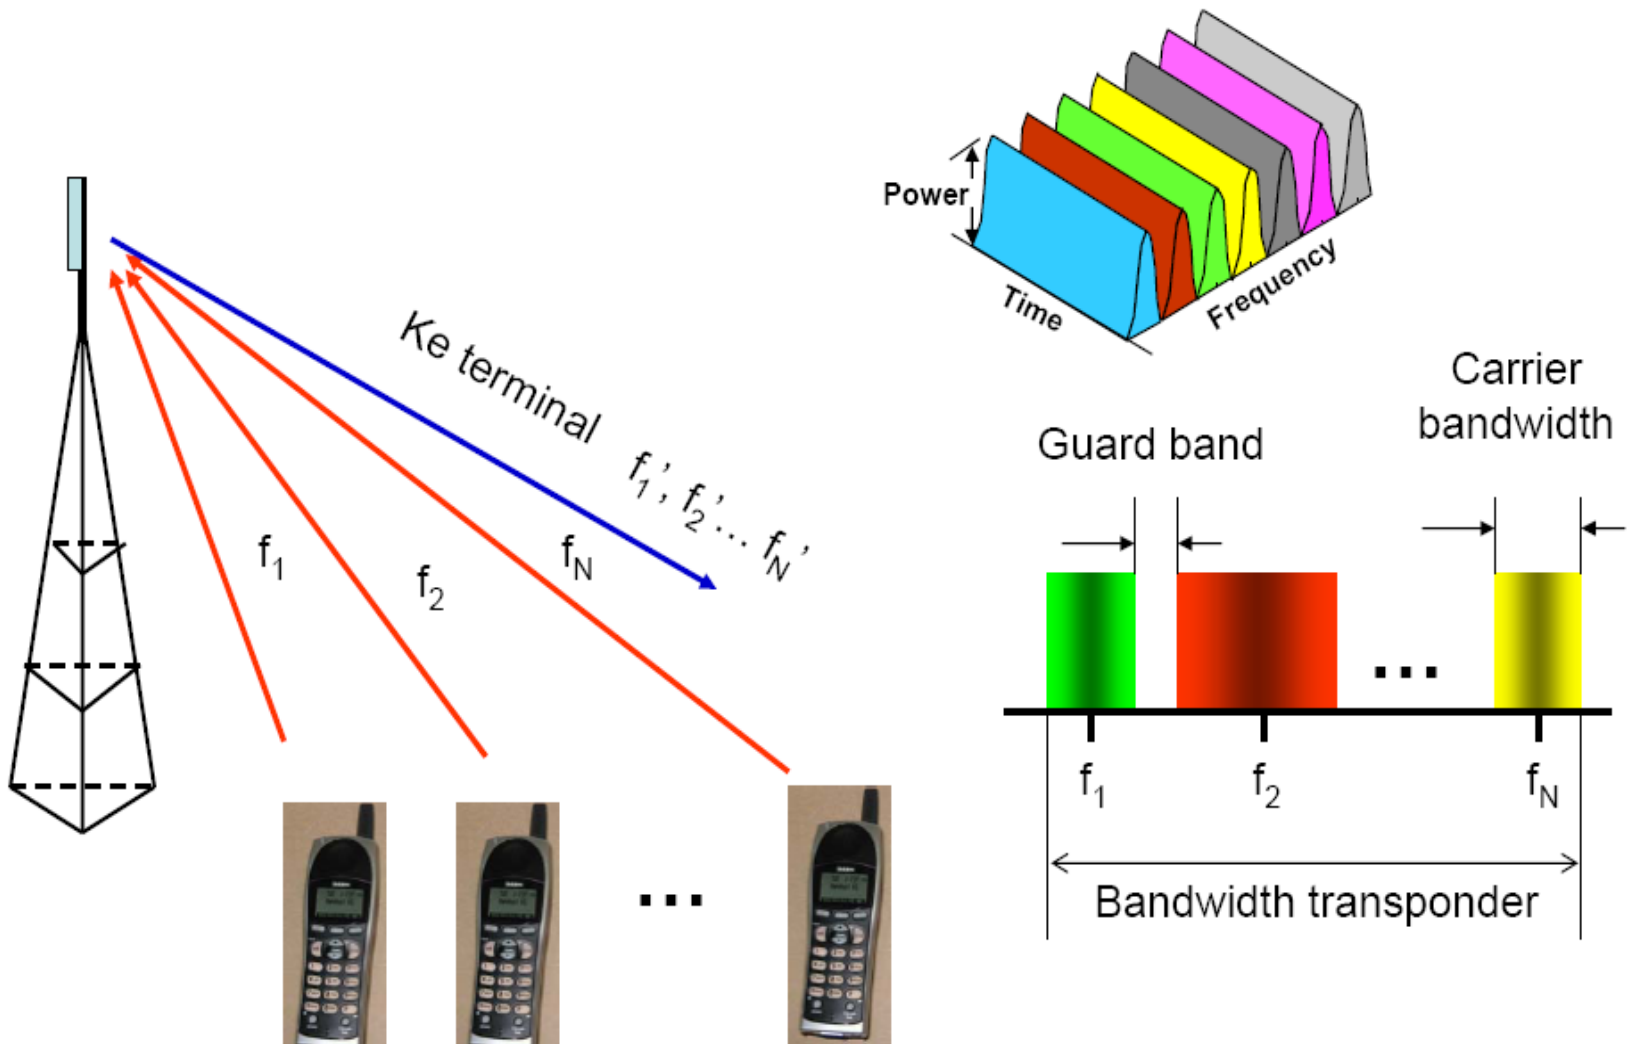 Power
Time
Frequency
Ke terminal
f1', f2'... fN'
f1
f2
fN
Carrier
bandwidth
Guard band
...
f1
f2
fN
Bandwidth transponder
...